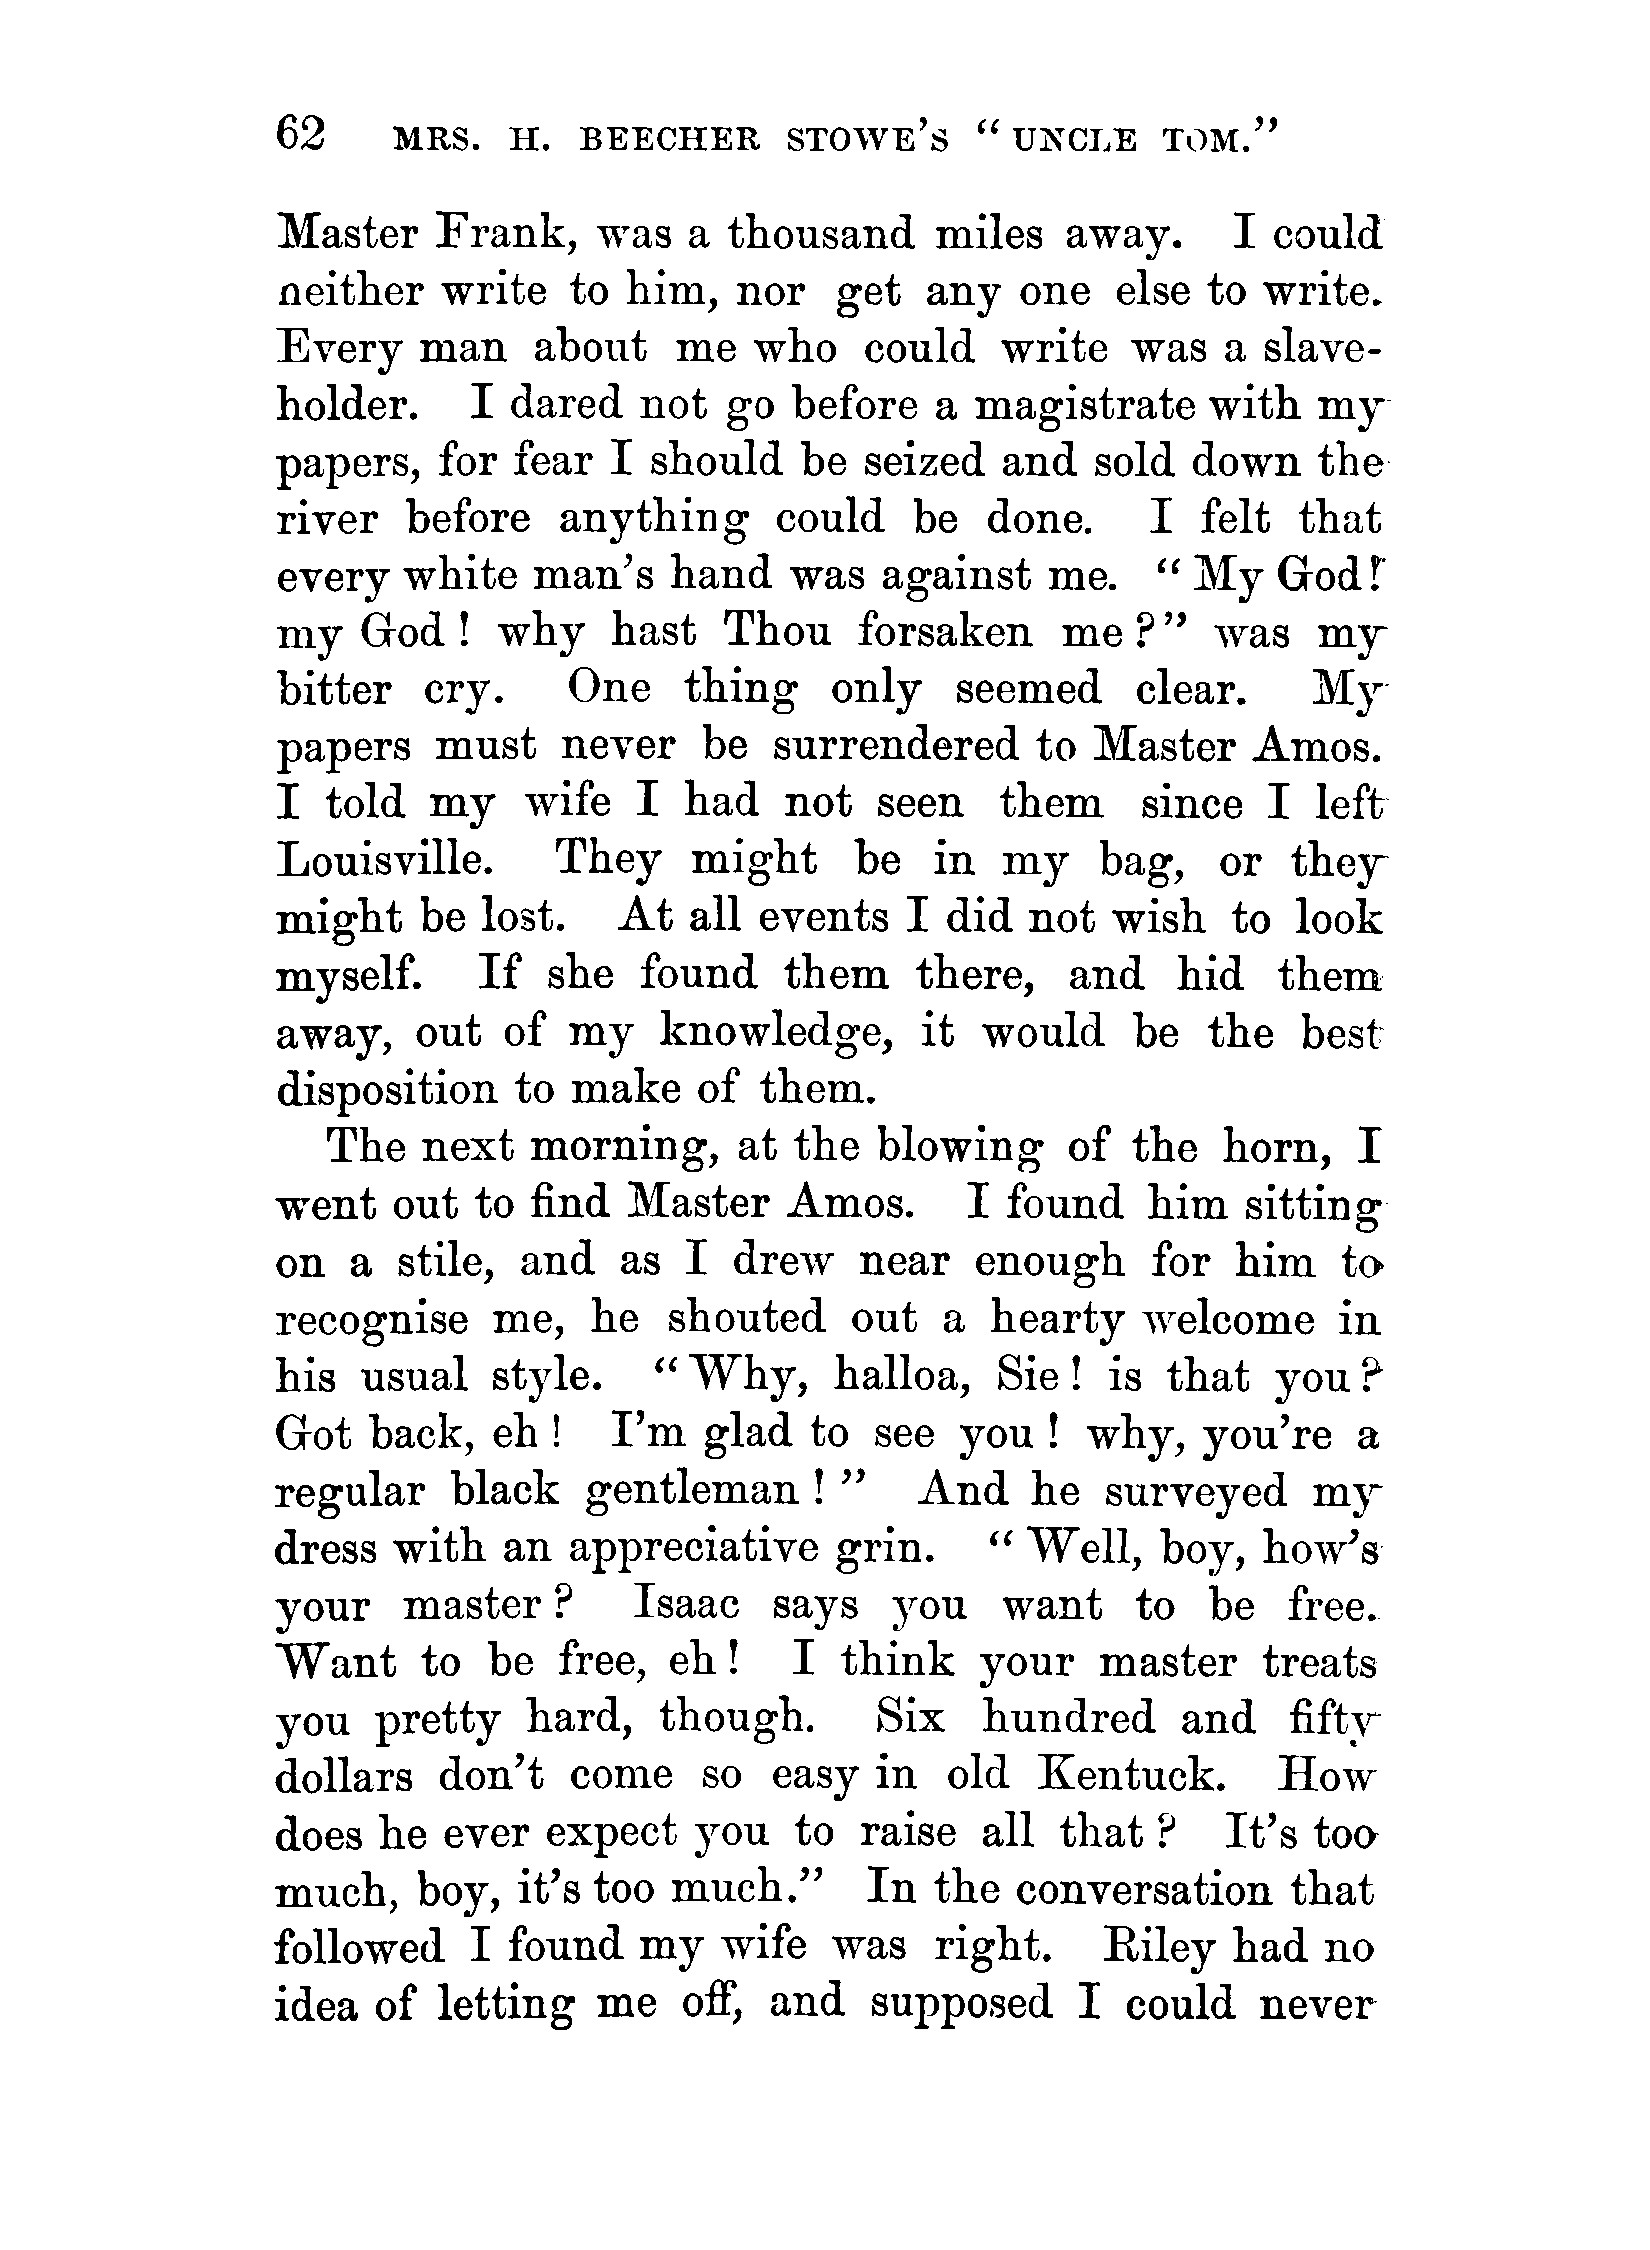 62 MRS. H. BEECHER STOWE'S "UNCLE TOM."
Master Frank, was a thousand miles away. I could
neither write to him, nor get any one else to write.
Every man about me who could write was a slave-
holder. I dared not go before a magistrate with my
papers, for fear I should be seized and sold down the
river before anything could be done. I felt that
every white man's hand was against me. "My God!
my God! why hast Thou forsaken me?" was my
bitter cry. One thing only seemed clear. My
papers must never be surrendered to Master Amos.
I told my wife I had not seen them since I left
Louisville. They might be in my bag, or they
might be lost. At all events I did not wish to look
myself. If she found them there, and hid them
away, out of my knowledge, it would be the best
disposition to make of them.
The next morning, at the blowing of the horn, I
went out to find Master Amos. I found him sitting
on a stile, and as I drew near enough for him to
recognise me, he shouted out a hearty welcome in
his usual style. "Why, halloa, Sie! is that you?
Got back, eh! I'm glad to see you! why, you're a
regular black gentleman!" And he surveyed my
dress with an appreciative grin. "Well, boy, how's
your master? Isaac says you want to be free.
Want to be free, eh! I think your master treats
you pretty hard, though. Six hundred and fifty
dollars don't come so easy in old Kentuck. How
does he ever expect you to raise all that? It's too
much, boy, it's too much." In the conversation that
followed I found my wife was right. Riley had no
idea of letting me off, and supposed I could never